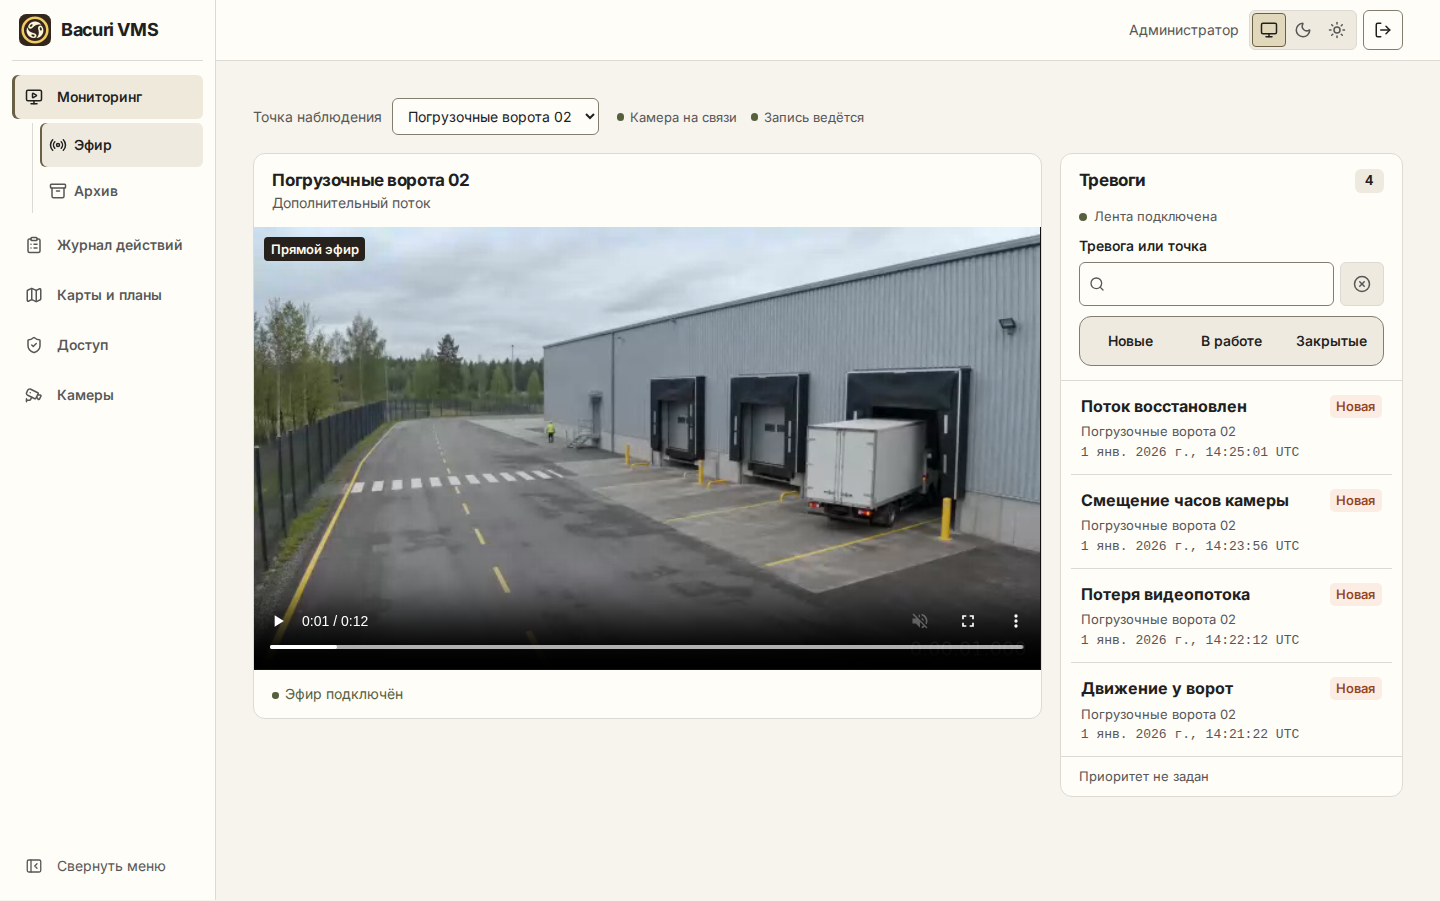 Bacuri VMS
Администратор
Мониторинг
Эфир
Архив
Журнал действий
Карты и планы
Доступ
Камеры
Свернуть меню
Точка наблюдения
Погрузочные ворота 02
Камера на связи
Запись ведётся
Погрузочные ворота 02
Дополнительный поток
Прямой эфир
0:01 / 0:12
Эфир подключён
Тревоги
4
Лента подключена
Тревога или точка
Новые
В работе
Закрытые
Поток восстановлен
Новая
Погрузочные ворота 02
1 янв. 2026 г., 14:25:01 UTC
Смещение часов камеры
Новая
Погрузочные ворота 02
1 янв. 2026 г., 14:23:56 UTC
Потеря видеопотока
Новая
Погрузочные ворота 02
1 янв. 2026 г., 14:22:12 UTC
Движение у ворот
Новая
Погрузочные ворота 02
1 янв. 2026 г., 14:21:22 UTC
Приоритет не задан